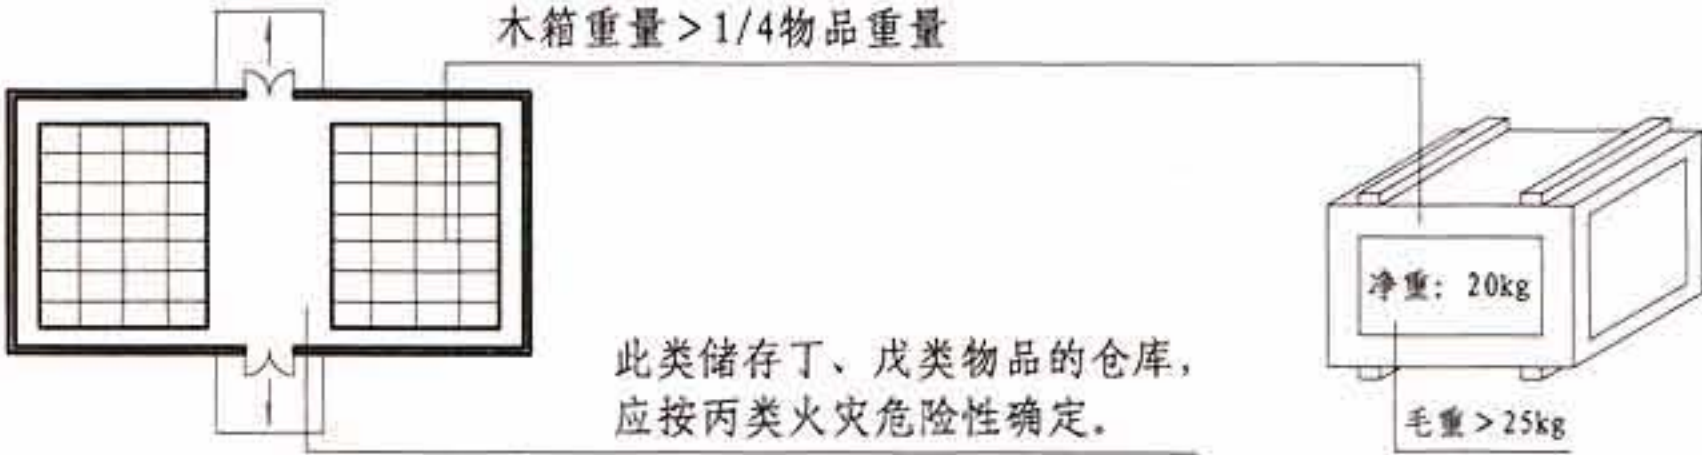 木箱重量>1/4物品重量
净重: 20kg
此类储存丁、戊类物品的仓库,
应按丙类火灾危险性确定。
毛重>25kg